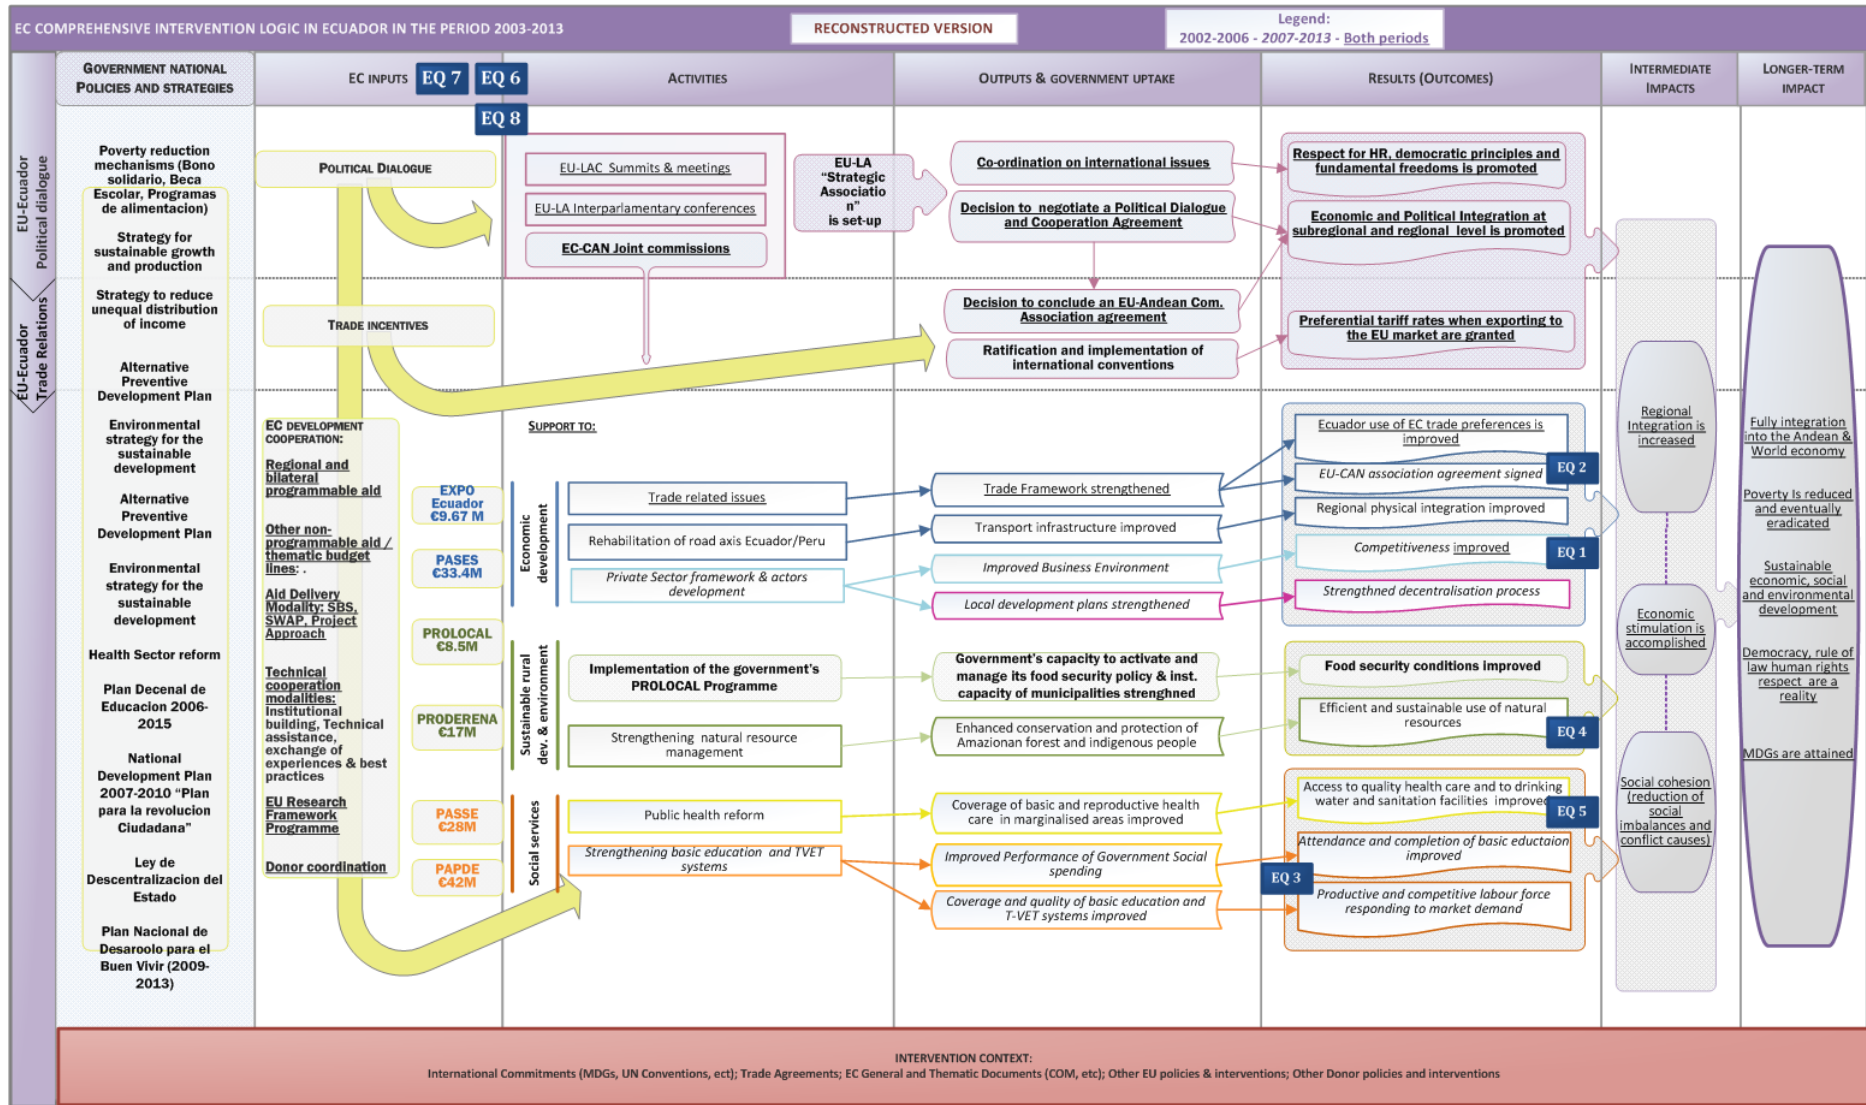 EC COMPREHENSIVE INTERVENTION LOGIC IN ECUADOR IN THE PERIOD 2003-2013
RECONSTRUCTED VERSION
Legend:
2002-2006 - 2007-2013 - Both periods
GOVERNMENT NATIONAL
POLICIES AND STRATEGIES
EC INPUTS
EQ 7
EQ 6
EQ 8
ACTIVITIES
OUTPUTS & GOVERNMENT UPTAKE
RESULTS (OUTCOMES)
INTERMEDIATE
IMPACTS
LONGER-TERM
IMPACT
EU-Ecuador
Political dialogue
EU-Ecuador
Trade Relations
Poverty reduction
mechanisms (Bono
solidario, Beca
Escolar, Programas
de alimentacion)
Strategy for
sustainable growth
and production
Strategy to reduce
unequal distribution
of income
Alternative
Preventive
Development Plan
Environmental
strategy for the
sustainable
development
Alternative
Preventive
Development Plan
Environmental
strategy for the
sustainable
development
Health Sector reform
Plan Decenal de
Educacion 2006-
2015
National
Development Plan
2007-2010 “Plan
para la revolucion
Ciudadana”
Ley de
Descentralizacion del
Estado
Plan Nacional de
Desaroolo para el
Buen Vivir (2009-
2013)
POLITICAL DIALOGUE
TRADE INCENTIVES
EC DEVELOPMENT
COOPERATION:
Regional and
bilateral
programmable aid
Other non-
programmable aid /
thematic budget
lines: .
Aid Delivery
Modality: SBS,
SWAP, Project
Approach
Technical
cooperation
modalities:
Institutional
building, Technical
assistance,
exchange of
experiences & best
practices
EU Research
Framework
Programme
Donor coordination
EXPO
Ecuador
€9.67 M
PASES
€33.4M
PROLOCAL
€8.5M
PRODERENA
€17M
PASSE
€28M
PAPDE
€42M
EU-LAC Summits & meetings
EU-LA Interparlamentary conferences
EC-CAN Joint commissions
EU-LA
“Strategic
Associatio
n”
is set-up
SUPPORT TO:
Economic
development
Trade related issues
Rehabilitation of road axis Ecuador/Peru
Private Sector framework & actors
development
Sustainable rural
dev. & environment
Implementation of the government’s
PROLOCAL Programme
Strengthening natural resource
management
Social services
Public health reform
Strengthening basic education and TVET
systems
Co-ordination on international issues
Decision to negotiate a Political Dialogue
and Cooperation Agreement
Decision to conclude an EU-Andean Com.
Association agreement
Ratification and implementation of
international conventions
Trade Framework strengthened
Transport infrastructure improved
Improved Business Environment
Local development plans strengthened
Government’s capacity to activate and
manage its food security policy & inst.
capacity of municipalities strenghned
Enhanced conservation and protection of
Amazionan forest and indigenous people
Coverage of basic and reproductive health
care in marginalised areas improved
Improved Performance of Government Social
spending
Coverage and quality of basic education and
T-VET systems improved
Respect for HR, democratic principles and
fundamental freedoms is promoted
Economic and Political Integration at
subregional and regional level is promoted
Preferential tariff rates when exporting to
the EU market are granted
Ecuador use of EC trade preferences is
improved
EQ 2
EU-CAN association agreement signed
Regional physical integration improved
Competitiveness improved
EQ 1
Strengthned decentralisation process
Food security conditions improved
Efficient and sustainable use of natural
resources
EQ 4
Access to quality health care and to drinking
water and sanitation facilities improved
EQ 5
Attendance and completion of basic eductaion
improved
EQ 3
Productive and competitive labour force
responding to market demand
Regional
Integration is
increased
Economic
stimulation is
accomplished
Social cohesion
(reduction of
social
imbalances and
conflict causes)
Fully integration
into the Andean &
World economy
Poverty Is reduced
and eventually
eradicated
Sustainable
economic, social
and environmental
development
Democracy, rule of
law human rights
respect are a
reality
MDGs are attained
INTERVENTION CONTEXT:
International Commitments (MDGs, UN Conventions, ect); Trade Agreements; EC General and Thematic Documents (COM, etc); Other EU policies & interventions; Other Donor policies and interventions